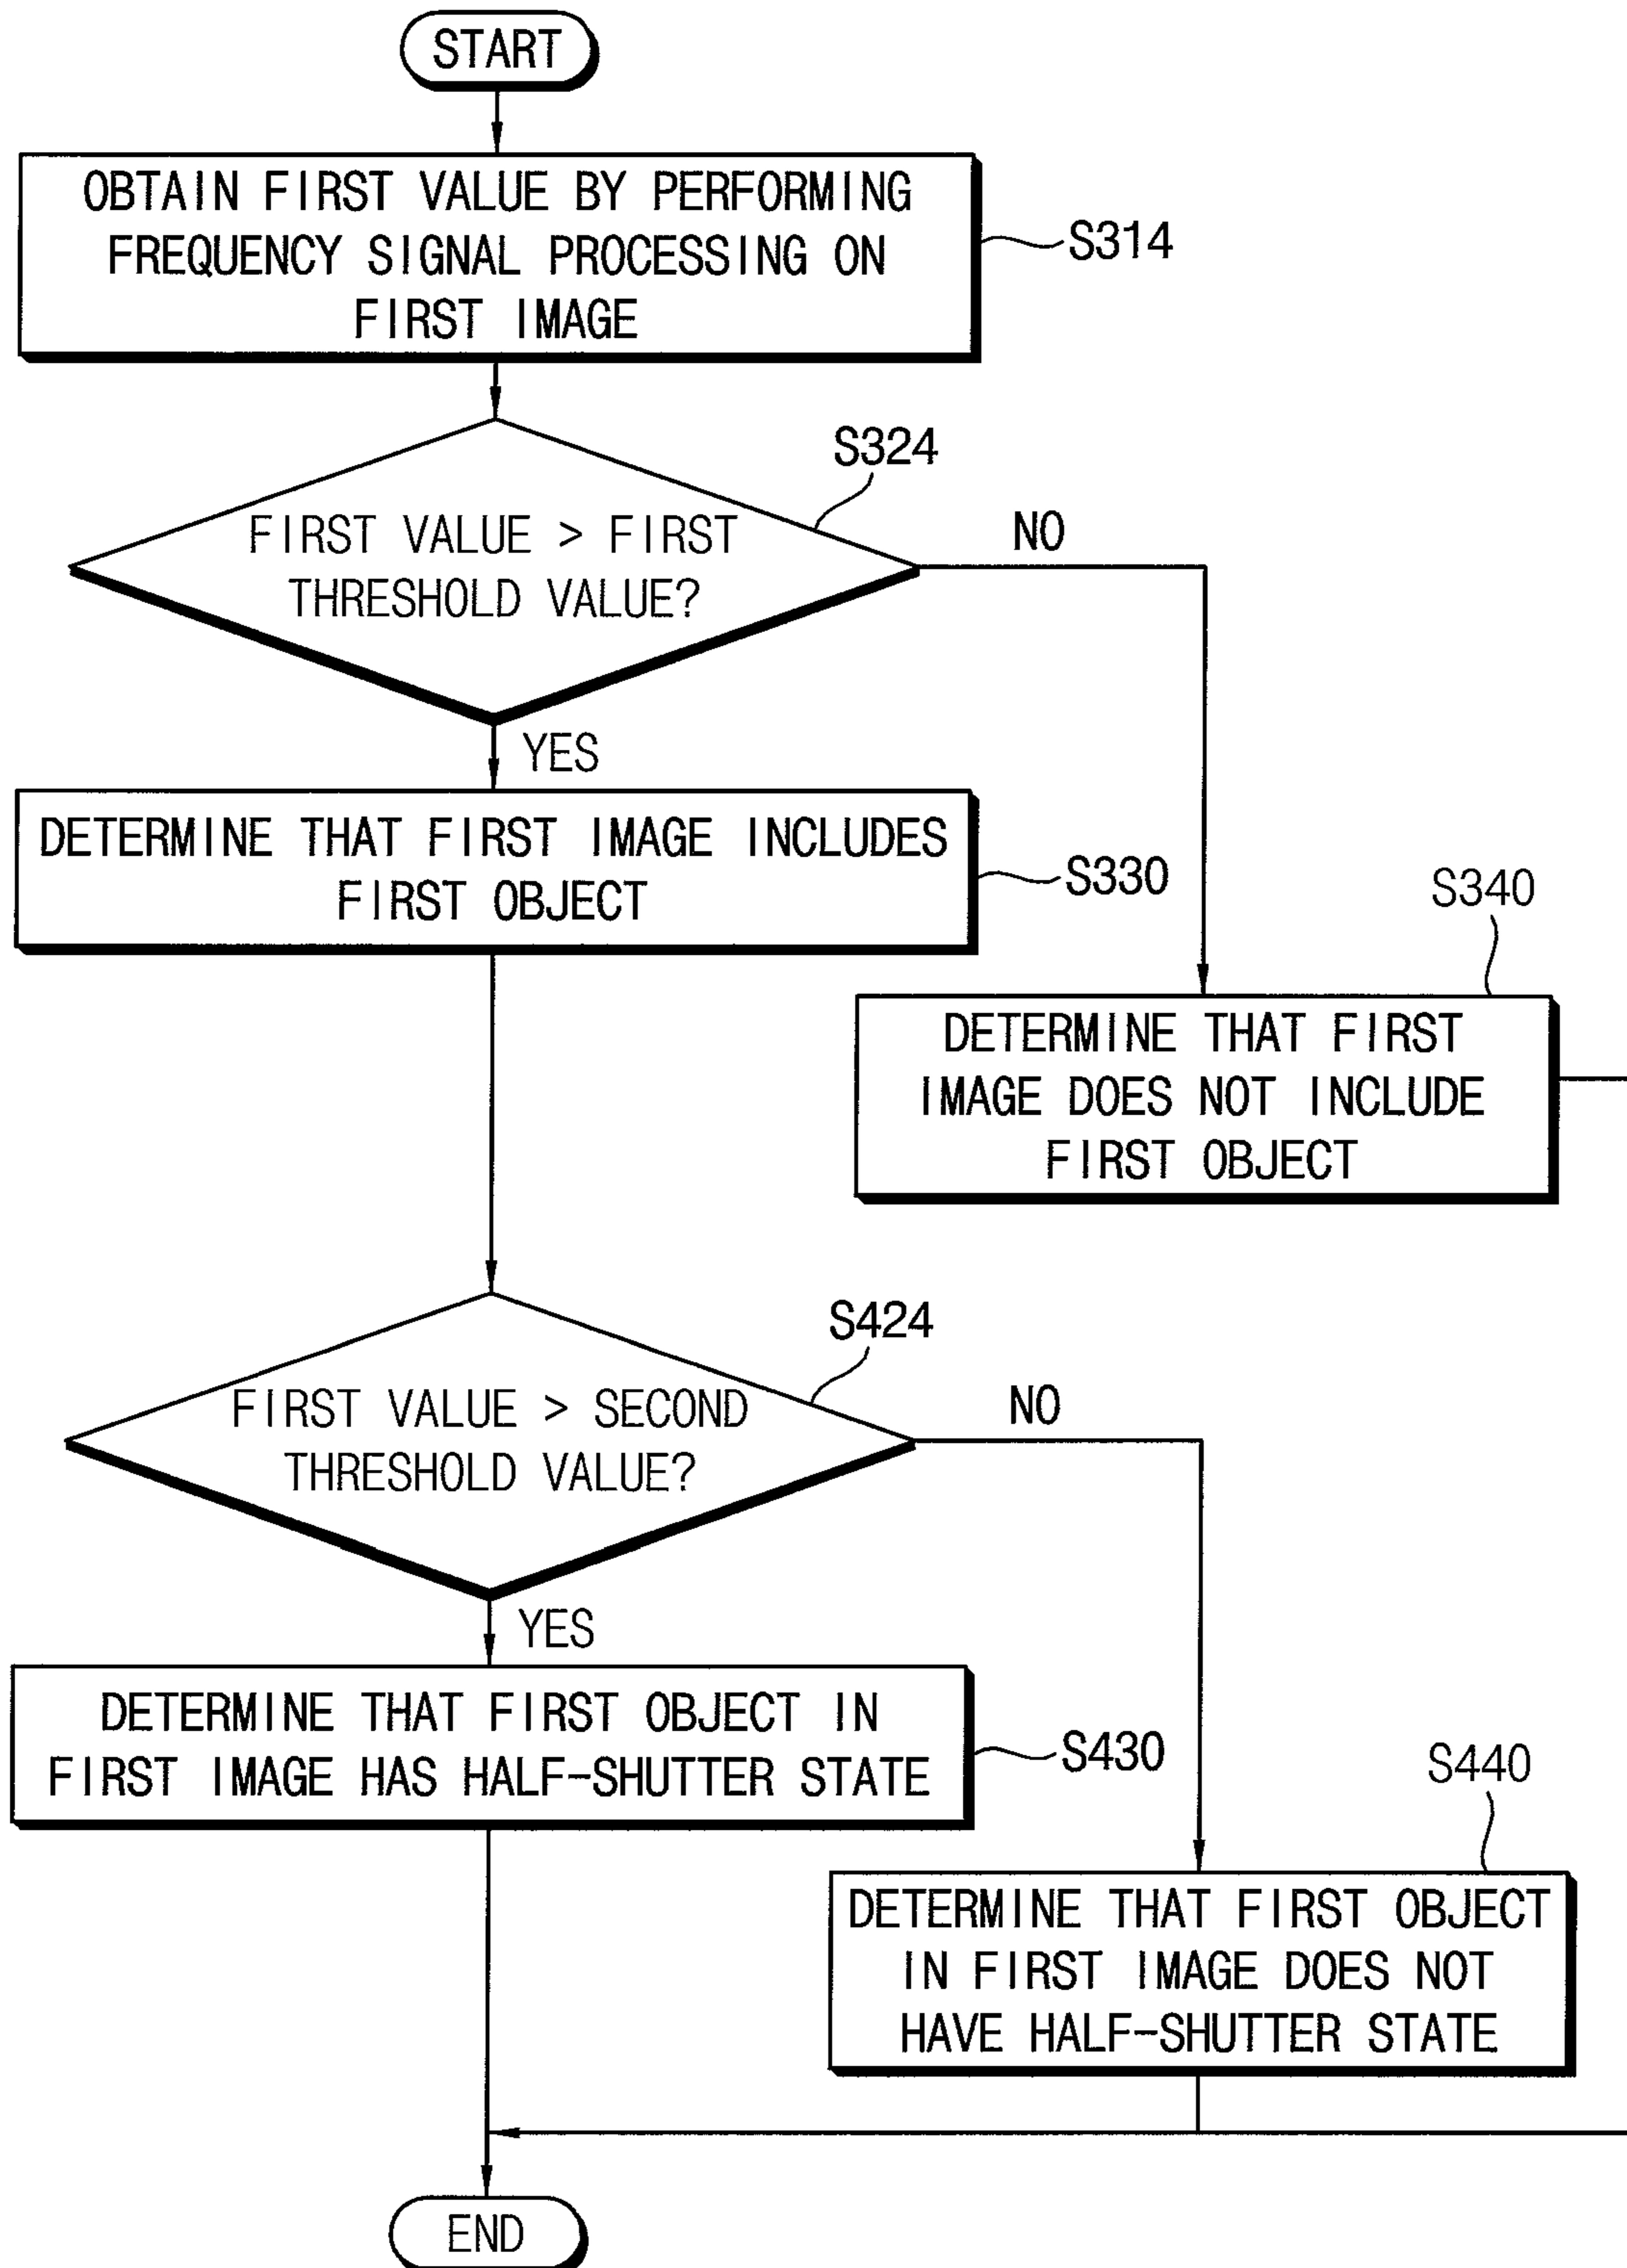 START
OBTAIN FIRST VALUE BY PERFORMING
FREQUENCY SIGNAL PROCESSING ON
FIRST IMAGE
S314
S324
FIRST VALUE > FIRST
THRESHOLD VALUE?
NO
YES
DETERMINE THAT FIRST IMAGE INCLUDES
FIRST OBJECT
S330
S340
DETERMINE THAT FIRST
IMAGE DOES NOT INCLUDE
FIRST OBJECT
S424
FIRST VALUE > SECOND
THRESHOLD VALUE?
NO
YES
DETERMINE THAT FIRST OBJECT IN
FIRST IMAGE HAS HALF-SHUTTER STATE
S430
S440
DETERMINE THAT FIRST OBJECT
IN FIRST IMAGE DOES NOT
HAVE HALF-SHUTTER STATE
END